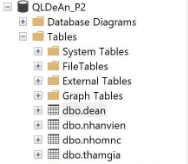 QLDeAn_P2
Database Diagrams
Tables
System Tables
FileTables
External Tables
Graph Tables
dbo.dean
dbo.nhanvien
dbo.nhomnc
dbo.thamgia